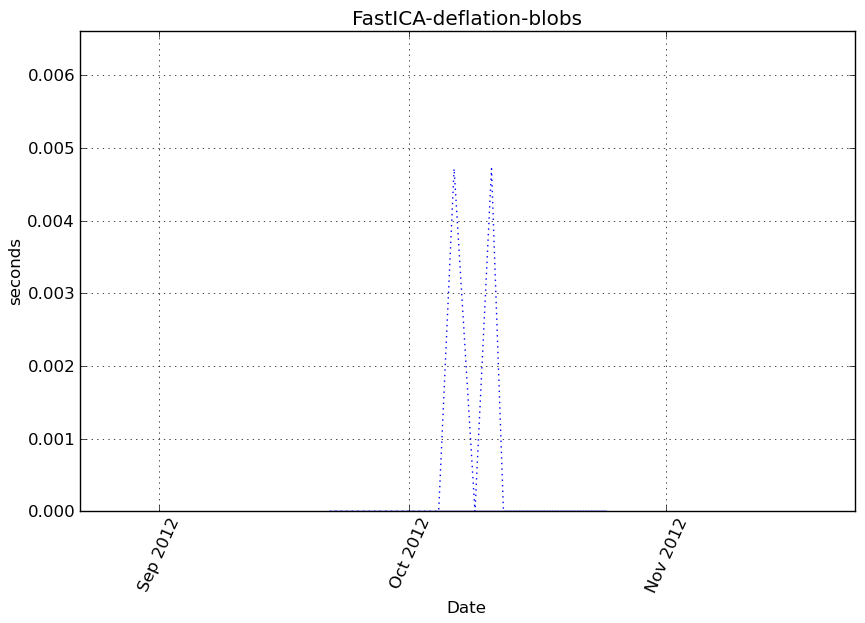 FastICA-deflation-blobs
0.006
0.005
0.004
0.003
0.002
0.001
0.000
seconds
Sep 2012
Oct 2012
Nov 2012
Date